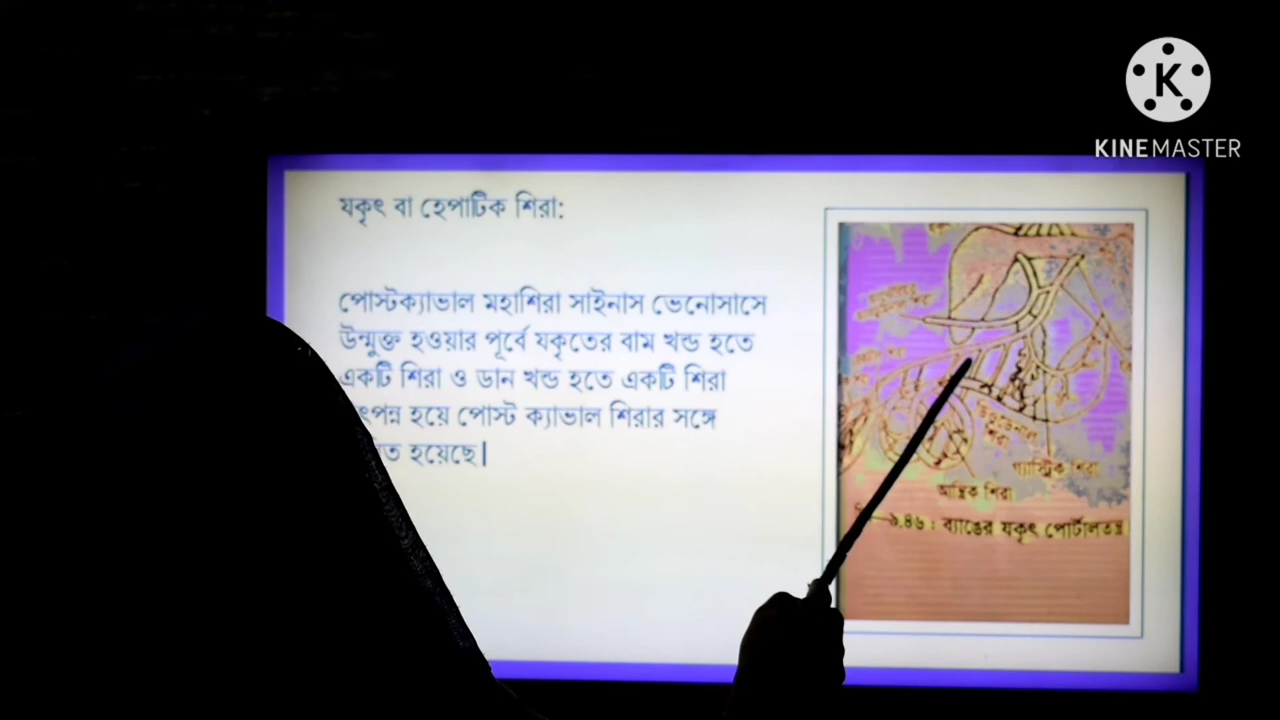 KINEMASTER
যকৃৎ বা হেপাটিক শিরা:
পোস্টক্যাভাল মহাশিরা সাইনাস ভেনোসাসে
উন্মুক্ত হওয়ার পূর্বে যকৃতের বাম খন্ড হতে
একটি শিরা ও ডান খন্ড হতে একটি শিরা
হয়ে পোস্ট ক্যাভাল শিরার সঙ্গে
হয়েছে|
শিরা
গ্যাস্ট্রিক শিরা
আন্ত্রিক শিরা
৯.৪৬ : ব্যাঙের যকৃৎ পোর্টালতন্ত্র